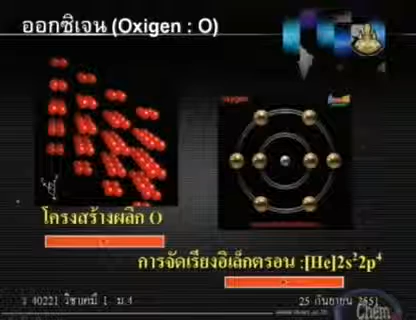 ออกซิเจน (Oxigen : O)
oxygen
โครงสร้างผลึก O
การจัดเรียงอิเล็กตรอน :[He]2s²2p⁴
ว 40221 วิชาเคมี 1 ม.4
25 กันยายน 2551
Chem